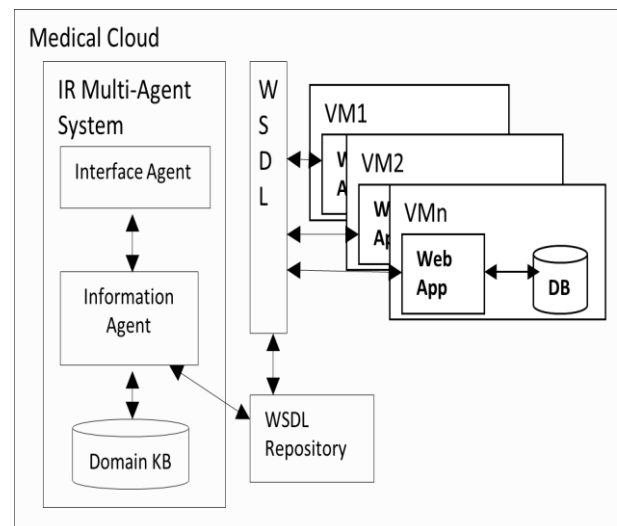 Medical Cloud
IR Multi-Agent
System
Interface Agent
Information
Agent
Domain KB
W
S
D
L
WSDL
Repository
VM1
W
A
VM2
W
Ap
VMn
Web
App
DB